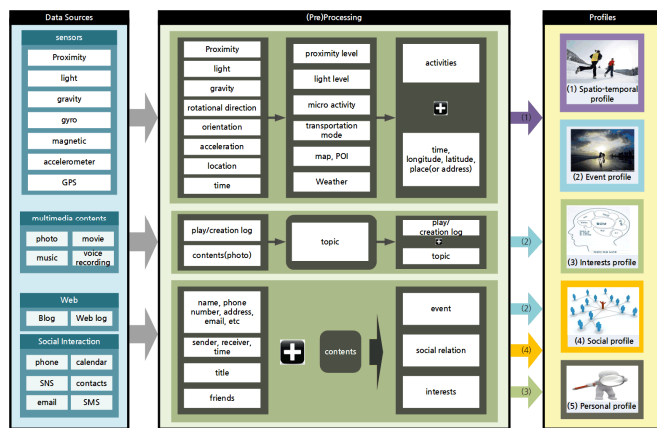 Data Sources
sensors
Proximity
light
gravity
gyro
magnetic
accelerometer
GPS
multimedia contents
photo
movie
music
voice
recording
Web
Blog
Web log
Social Interaction
phone
calendar
SNS
contacts
email
SMS
(Pre)Processing
Proximity
light
gravity
rotational direction
orientation
acceleration
location
time
proximity level
light level
micro activity
transportation
mode
map, POI
Weather
activities
time,
longitude, latitude,
place(or address)
play/creation log
contents(photo)
topic
play/
creation log
topic
name, phone
number, address,
email, etc
sender, receiver,
time
title
friends
contents
event
social relation
interests
(1)
(2)
(2)
(4)
(3)
Profiles
(1) Spatio-temporal
profile
(2) Event profile
(3) Interests profile
(4) Social profile
(5) Personal profile